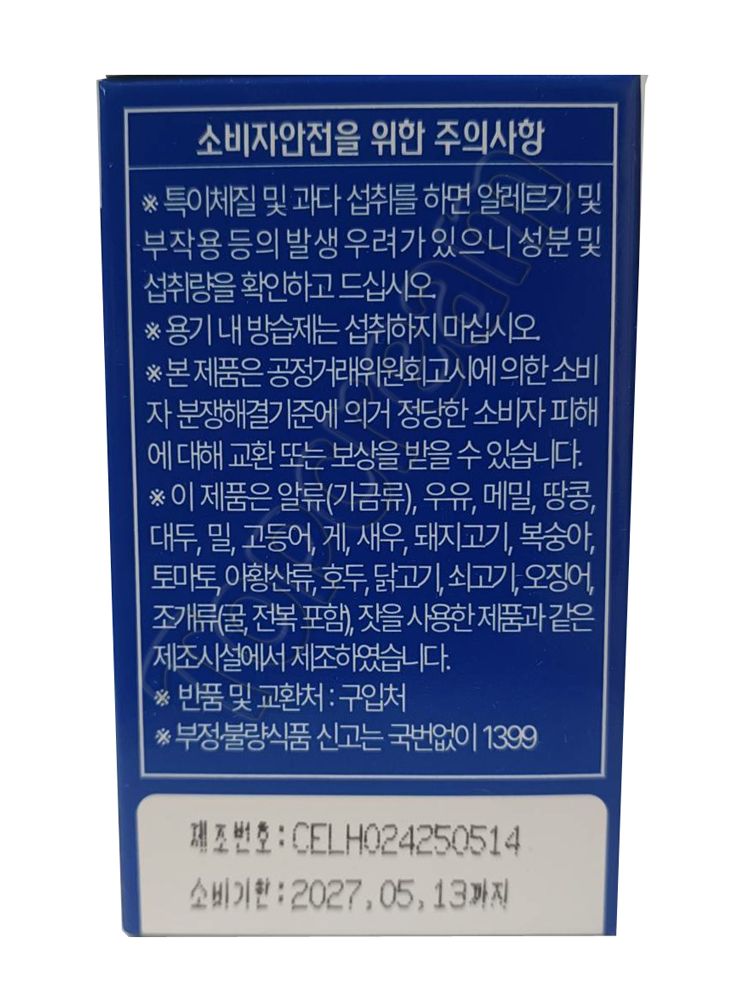 소비자안전을 위한 주의사항
※ 특이체질 및 과다 섭취를 하면 알레르기 및
부작용 등의 발생 우려가 있으니 성분 및
섭취량을 확인하고 드십시오.
※ 용기 내 방습제는 섭취하지 마십시오.
※ 본 제품은 공정거래위원회고시에 의한 소비
자 분쟁해결기준에 의거 정당한 소비자 피해
에 대해 교환 또는 보상을 받을 수 있습니다.
※ 이 제품은 알류(가금류), 우유, 메밀, 땅콩,
대두, 밀, 고등어, 게, 새우, 돼지고기, 복숭아,
토마토, 아황산류, 호두, 닭고기, 쇠고기, 오징어,
조개류(굴, 전복 포함), 잣을 사용한 제품과 같은
제조시설에서 제조하였습니다.
※ 반품 및 교환처 : 구입처
※ 부정·불량식품 신고는 국번없이 1399
제조번호:CELH024250514
소비기한:2027.05.13까지